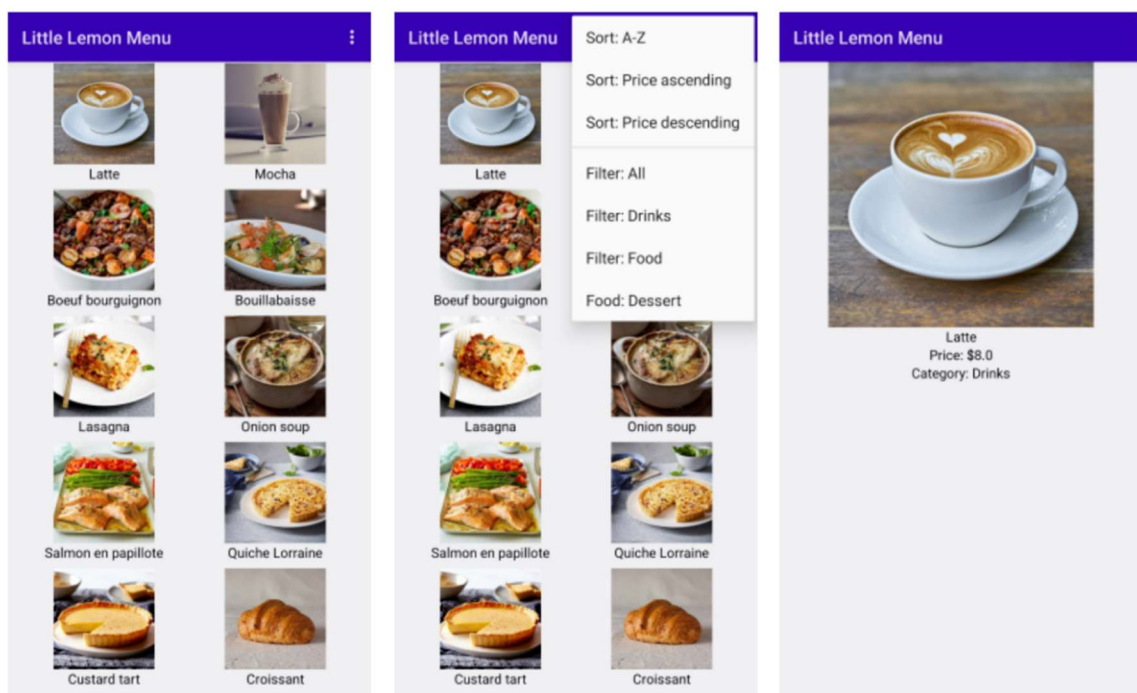 Little Lemon Menu
Latte
Mocha
Boeuf bourguignon
Bouillabaisse
Lasagna
Onion soup
Salmon en papillote
Quiche Lorraine
Custard tart
Croissant
Little Lemon Menu
Sort: A-Z
Sort: Price ascending
Sort: Price descending
Filter: All
Filter: Drinks
Filter: Food
Food: Dessert
Latte
Boeuf bourguignon
Lasagna
Onion soup
Salmon en papillote
Quiche Lorraine
Custard tart
Croissant
Little Lemon Menu
Latte
Price: $8.0
Category: Drinks